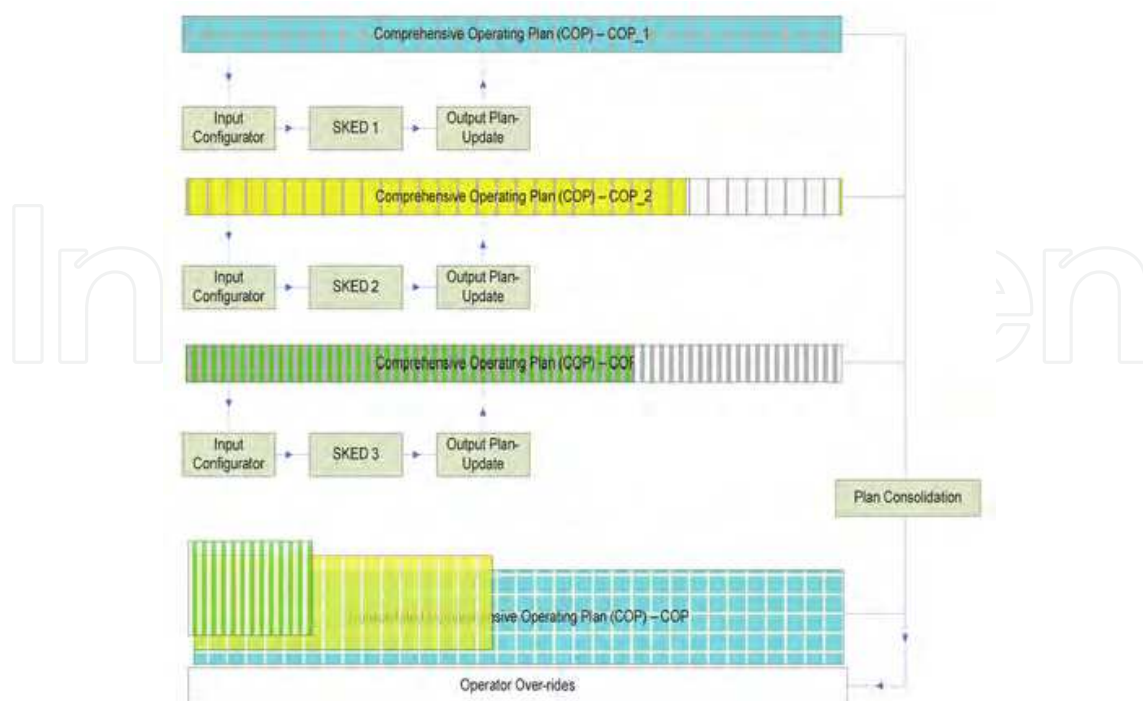 Comprehensive Operating Plan (COP) – COP_1
Input
Configurator
SKED 1
Output Plan-
Update
Comprehensive Operating Plan (COP) – COP_2
Input
Configurator
SKED 2
Output Plan-
Update
Comprehensive Operating Plan (COP) – COP
Input
Configurator
SKED 3
Output Plan-
Update
Plan Consolidation
ensive Operating Plan (COP) – COP
Operator Over-rides